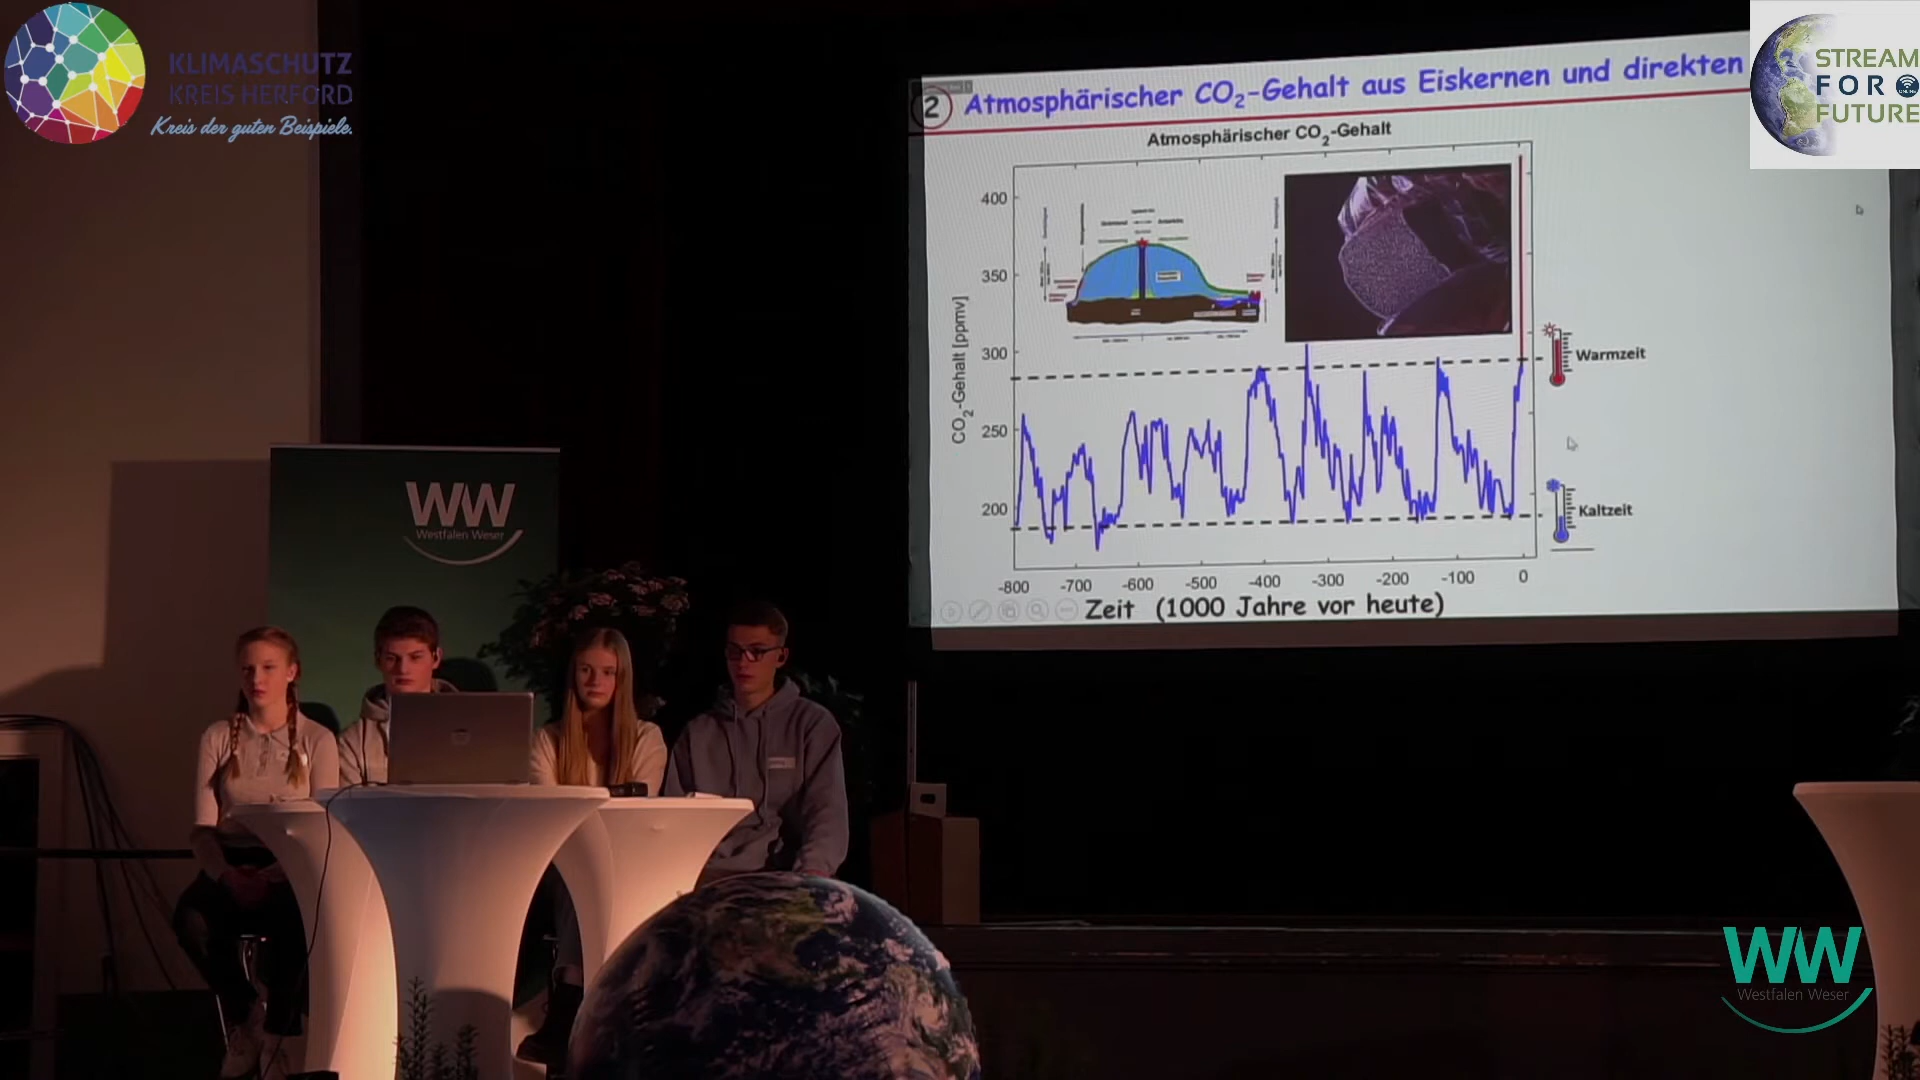 KLIMASCHUTZ
KREIS HERFORD
Kreis der guten Beispiele.
STREAM
FOR
FUTURE
2 Atmosphärischer CO₂-Gehalt aus Eiskernen und direkten
Atmosphärischer CO₂-Gehalt
CO₂-Gehalt [ppmv]
400
350
300
250
200
Warmzeit
Kaltzeit
-800 -700 -600 -500 -400 -300 -200 -100 0
Zeit (1000 Jahre vor heute)
WW
Westfalen Weser
WW
Westfalen Weser